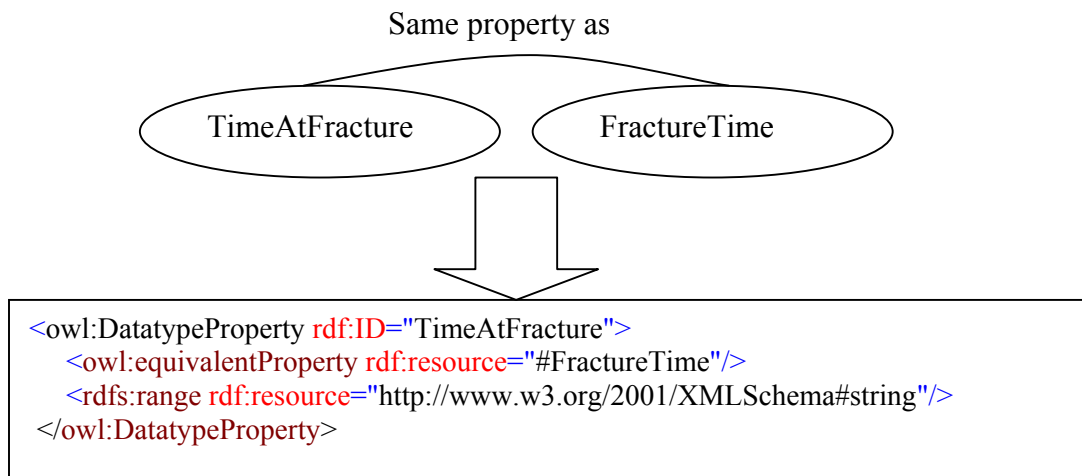 Same property as
TimeAtFracture
FractureTime
<owl:DatatypeProperty rdf:ID="TimeAtFracture">
<owl:equivalentProperty rdf:resource="#FractureTime"/>
<rdfs:range rdf:resource="http://www.w3.org/2001/XMLSchema#string"/>
</owl:DatatypeProperty>